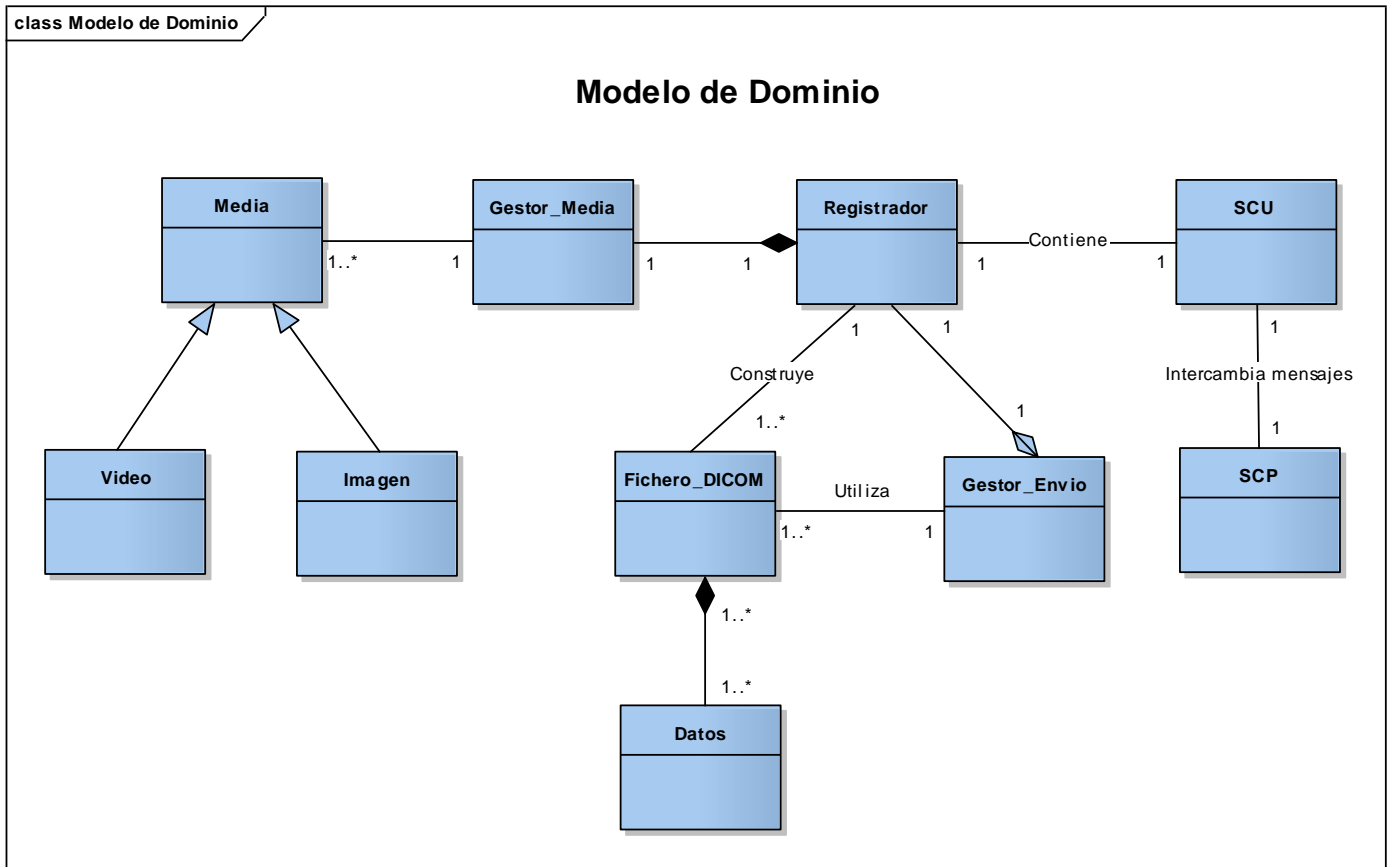 class Modelo de Dominio
Modelo de Dominio
Media
Gestor_Media
Registrador
SCU
1..*
1
1
1
1
Contiene
1
1
1
1
Construye
Intercambia mensajes
1..*
1
1
Video
Imagen
Fichero_DICOM
Gestor_Envio
SCP
Utiliza
1..*
1
1..*
1..*
Datos